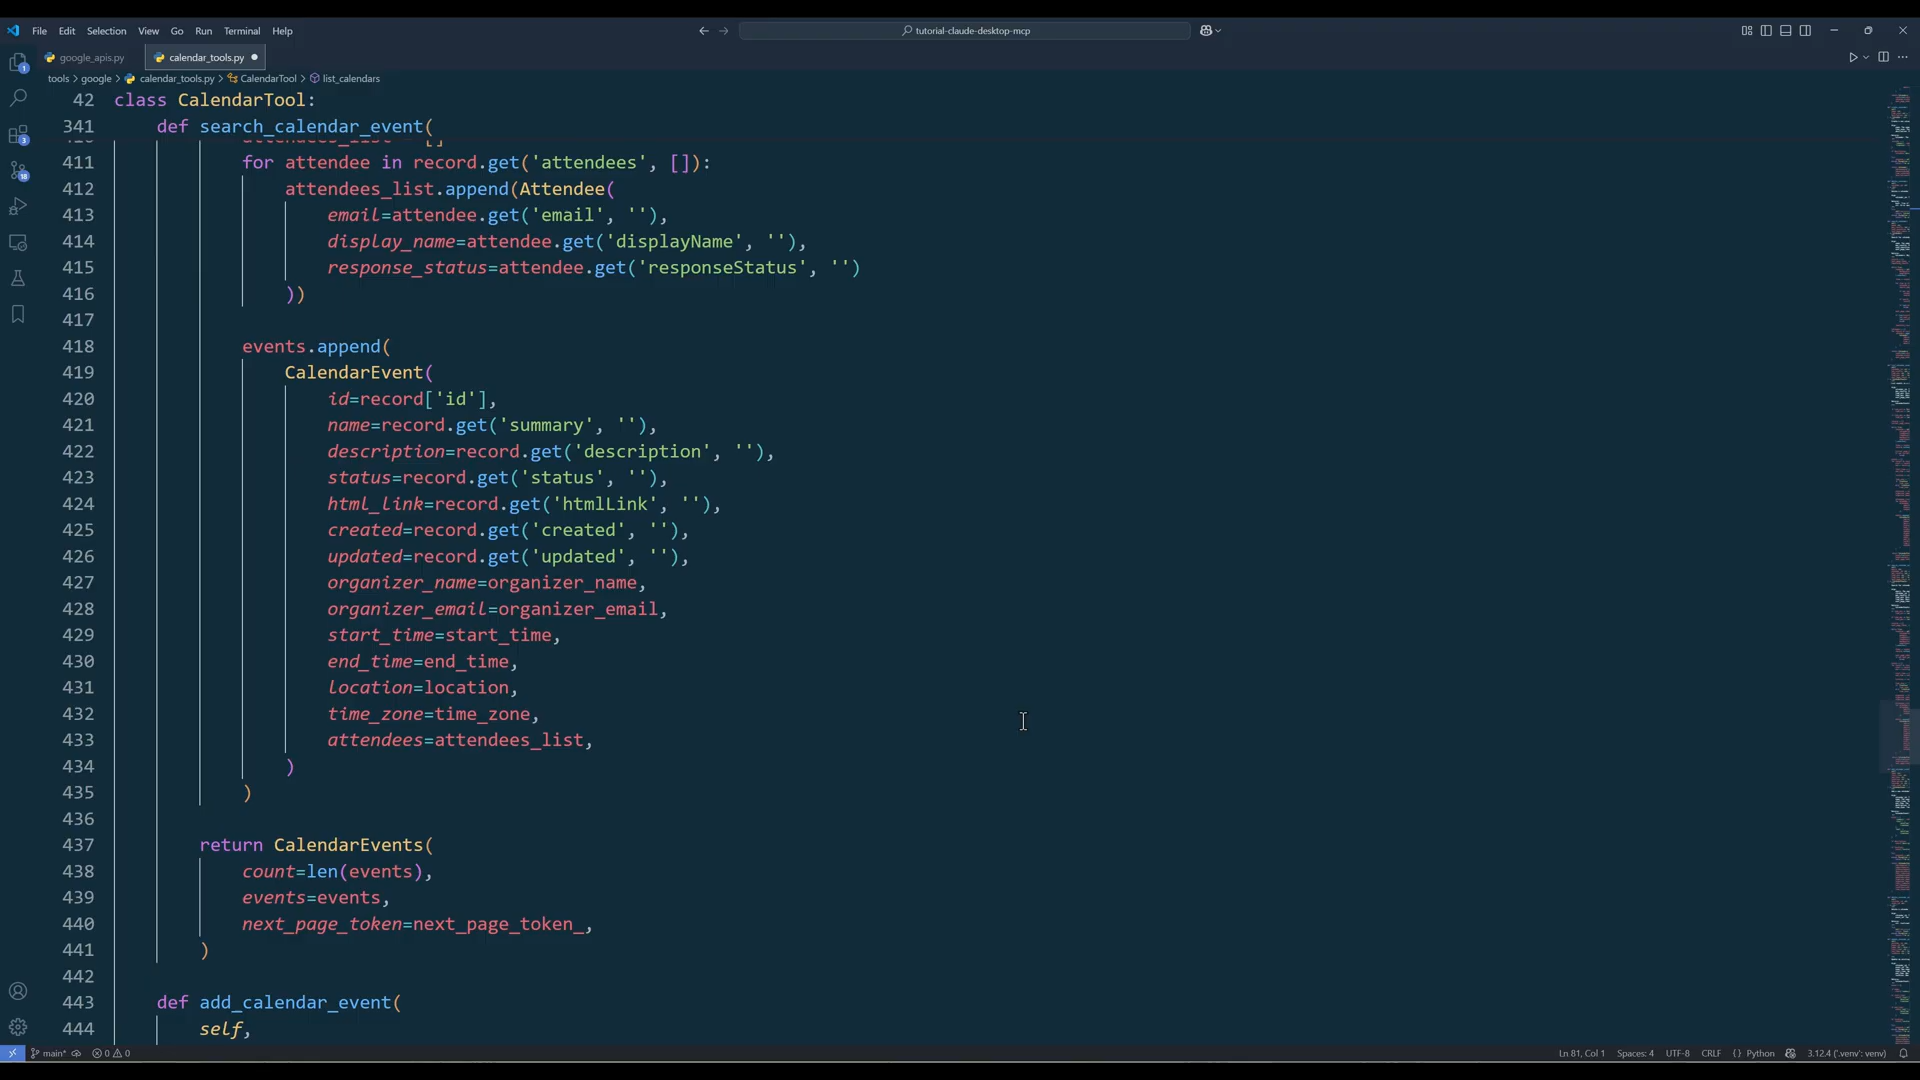 File Edit Selection View Go Run Terminal Help
tutorial-claude-desktop-mcp
google_apis.py
calendar_tools.py
tools > google > calendar_tools.py > CalendarTool > list_calendars
42 class CalendarTool:
341 def search_calendar_event(
411 for attendee in record.get('attendees', []):
412 attendees_list.append(Attendee(
413 email=attendee.get('email', ''),
414 display_name=attendee.get('displayName', ''),
415 response_status=attendee.get('responseStatus', '')
416 ))
417
418 events.append(
419 CalendarEvent(
420 id=record['id'],
421 name=record.get('summary', ''),
422 description=record.get('description', ''),
423 status=record.get('status', ''),
424 html_link=record.get('htmlLink', ''),
425 created=record.get('created', ''),
426 updated=record.get('updated', ''),
427 organizer_name=organizer_name,
428 organizer_email=organizer_email,
429 start_time=start_time,
430 end_time=end_time,
431 location=location,
432 time_zone=time_zone,
433 attendees=attendees_list,
434 )
435 )
436
437 return CalendarEvents(
438 count=len(events),
439 events=events,
440 next_page_token=next_page_token_,
441 )
442
443 def add_calendar_event(
444 self,
main* 0 0
Ln 81, Col 1 Spaces: 4 UTF-8 CRLF {} Python 3.12.4 ('.venv': venv)